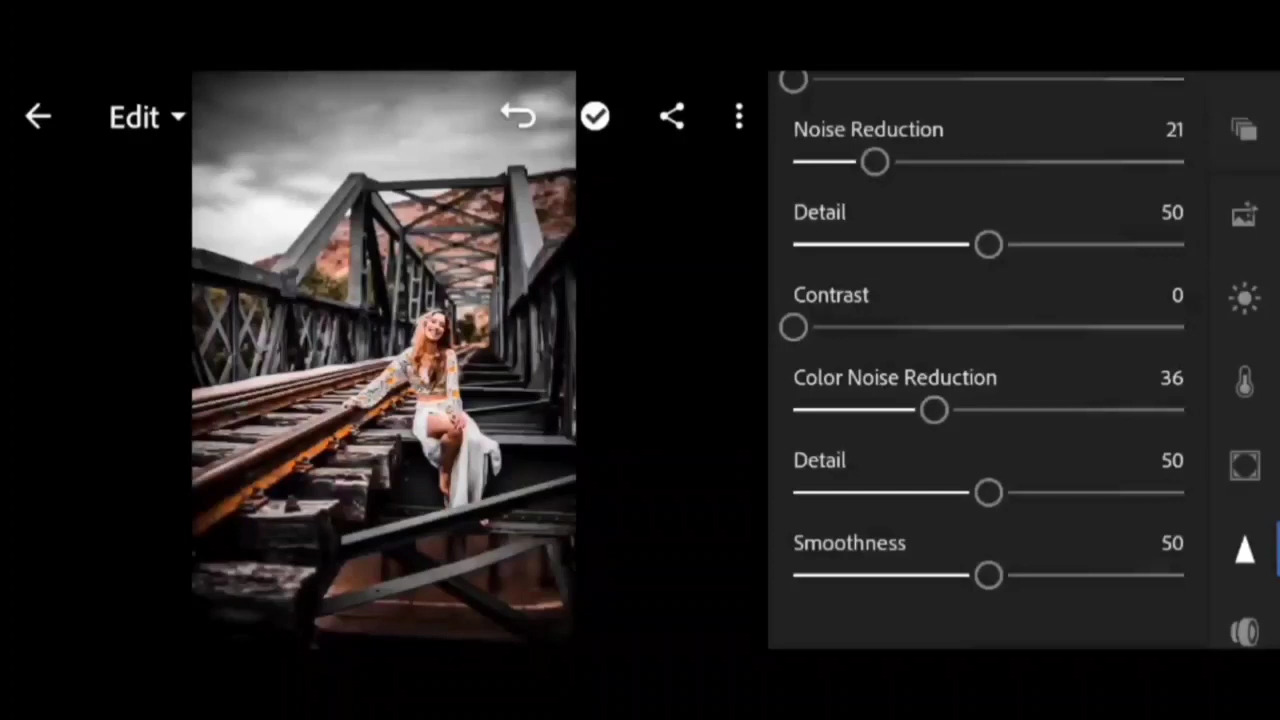 Edit
Noise Reduction 21
Detail 50
Contrast 0
Color Noise Reduction 36
Detail 50
Smoothness 50